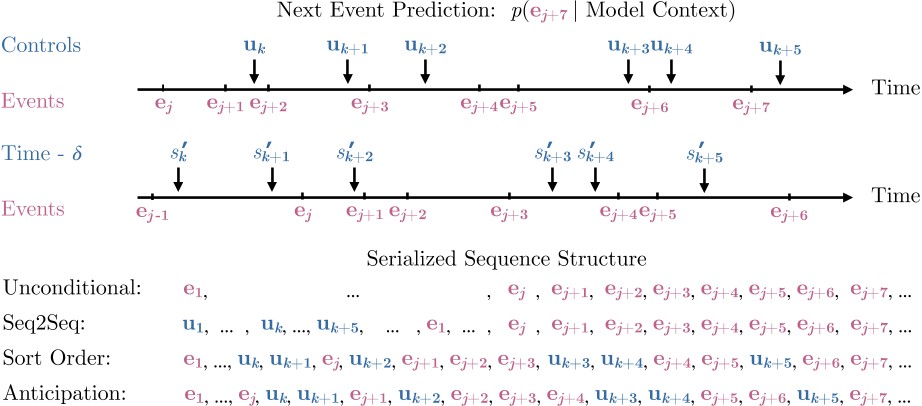 Next Event Prediction: p(e_{j+7} | Model Context)
Controls u_k u_{k+1} u_{k+2} u_{k+3} u_{k+4} u_{k+5}
Time
Events e_j e_{j+1} e_{j+2} e_{j+3} e_{j+4} e_{j+5} e_{j+6} e_{j+7}
Time - δ s'_k s'_{k+1} s'_{k+2} s'_{k+3} s'_{k+4} s'_{k+5}
Time
Events e_{j-1} e_j e_{j+1} e_{j+2} e_{j+3} e_{j+4} e_{j+5} e_{j+6}
Serialized Sequence Structure
Unconditional: e_1, ... , e_j , e_{j+1}, e_{j+2}, e_{j+3}, e_{j+4}, e_{j+5}, e_{j+6}, e_{j+7}, ...
Seq2Seq: u_1, ... , u_k, ..., u_{k+5}, ... , e_1, ... , e_j , e_{j+1}, e_{j+2}, e_{j+3}, e_{j+4}, e_{j+5}, e_{j+6}, e_{j+7}, ...
Sort Order: e_1, ..., u_k, u_{k+1}, e_j, u_{k+2}, e_{j+1}, e_{j+2}, e_{j+3}, u_{k+3}, u_{k+4}, e_{j+4}, e_{j+5}, u_{k+5}, e_{j+6}, e_{j+7}, ...
Anticipation: e_1, ..., e_j, u_k, u_{k+1}, e_{j+1}, u_{k+2}, e_{j+2}, e_{j+3}, e_{j+4}, u_{k+3}, u_{k+4}, e_{j+5}, e_{j+6}, u_{k+5}, e_{j+7}, ...